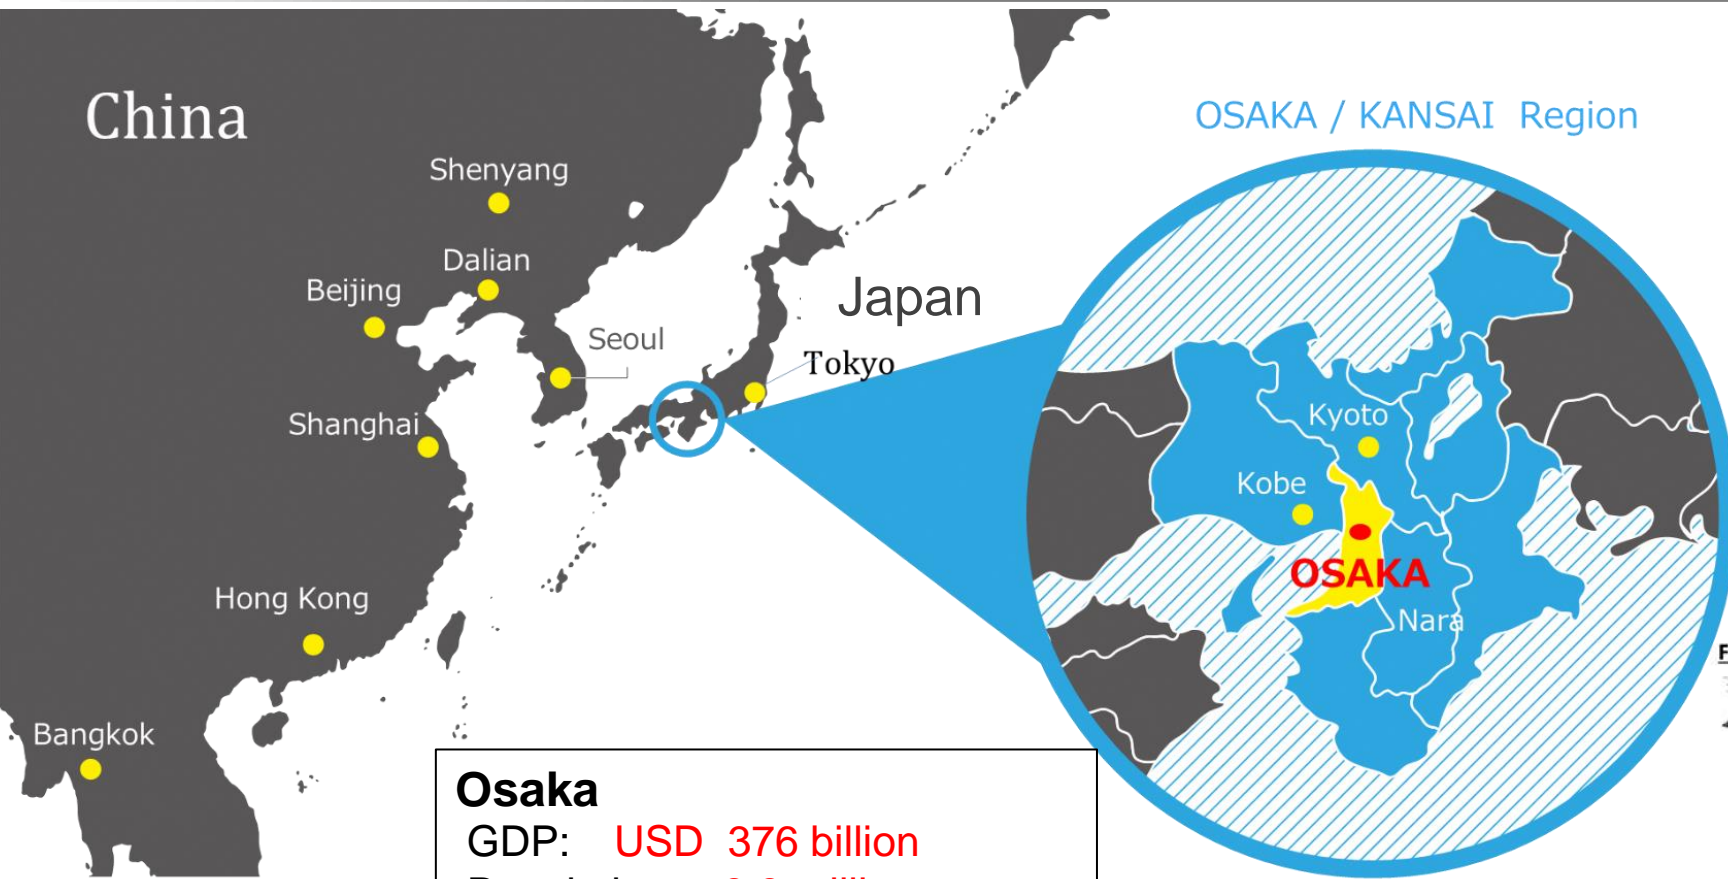 China
OSAKA / KANSAI Region
Shenyang
Dalian
Beijing
Japan
Seoul
Tokyo
Shanghai
Kyoto
Kobe
OSAKA
Nara
Hong Kong
Bangkok
Osaka
GDP: USD 376 billion